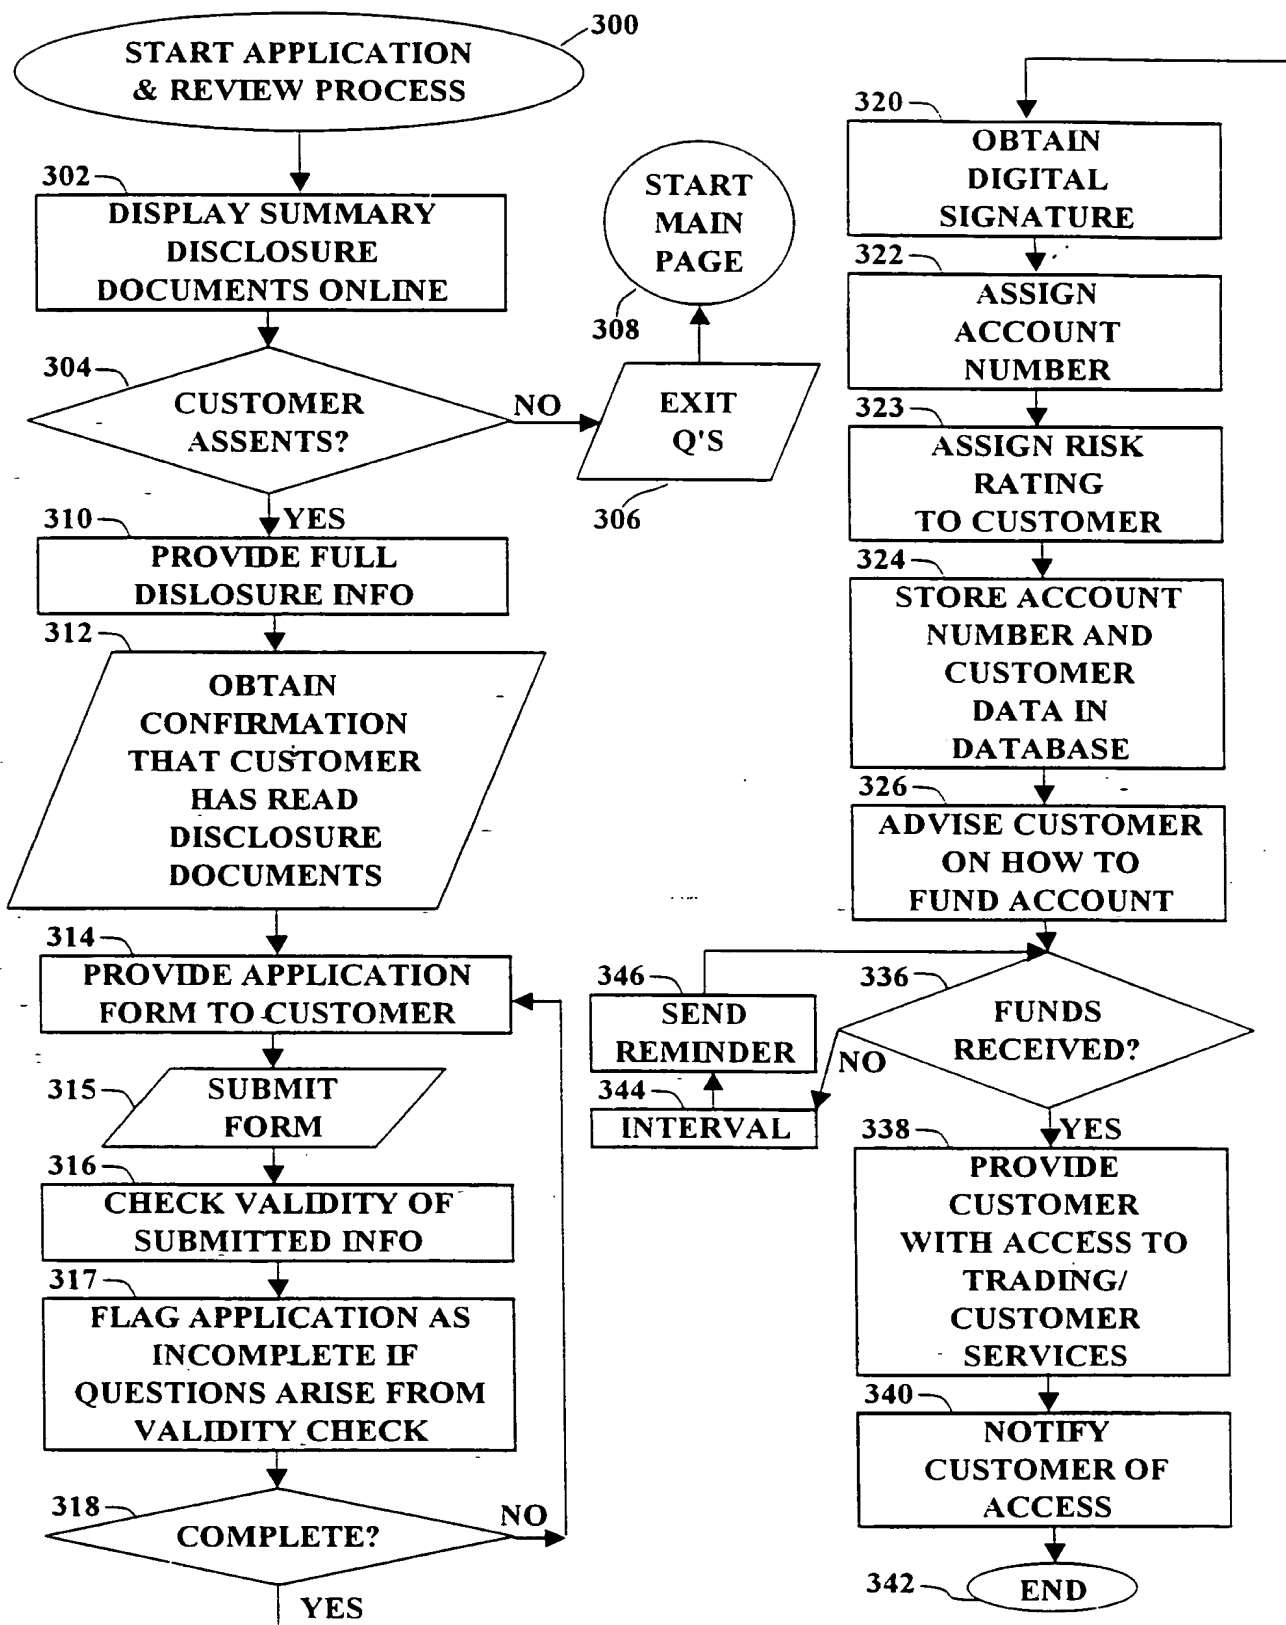 300
START APPLICATION
& REVIEW PROCESS
302
DISPLAY SUMMARY
DISCLOSURE
DOCUMENTS ONLINE
304
CUSTOMER
ASSENTS?
NO
EXIT
Q'S
306
START
MAIN
PAGE
308
YES
310
PROVIDE FULL
DISLOSURE INFO
312
OBTAIN
CONFIRMATION
THAT CUSTOMER
HAS READ
DISCLOSURE
DOCUMENTS
314
PROVIDE APPLICATION
FORM TO CUSTOMER
315
SUBMIT
FORM
316
CHECK VALIDITY OF
SUBMITTED INFO
317
FLAG APPLICATION AS
INCOMPLETE IF
QUESTIONS ARISE FROM
VALIDITY CHECK
318
COMPLETE?
NO
YES
320
OBTAIN
DIGITAL
SIGNATURE
322
ASSIGN
ACCOUNT
NUMBER
323
ASSIGN RISK
RATING
TO CUSTOMER
324
STORE ACCOUNT
NUMBER AND
CUSTOMER
DATA IN
DATABASE
326
ADVISE CUSTOMER
ON HOW TO
FUND ACCOUNT
336
FUNDS
RECEIVED?
NO
344
INTERVAL
346
SEND
REMINDER
YES
338
PROVIDE
CUSTOMER
WITH ACCESS TO
TRADING/
CUSTOMER
SERVICES
340
NOTIFY
CUSTOMER OF
ACCESS
342
END